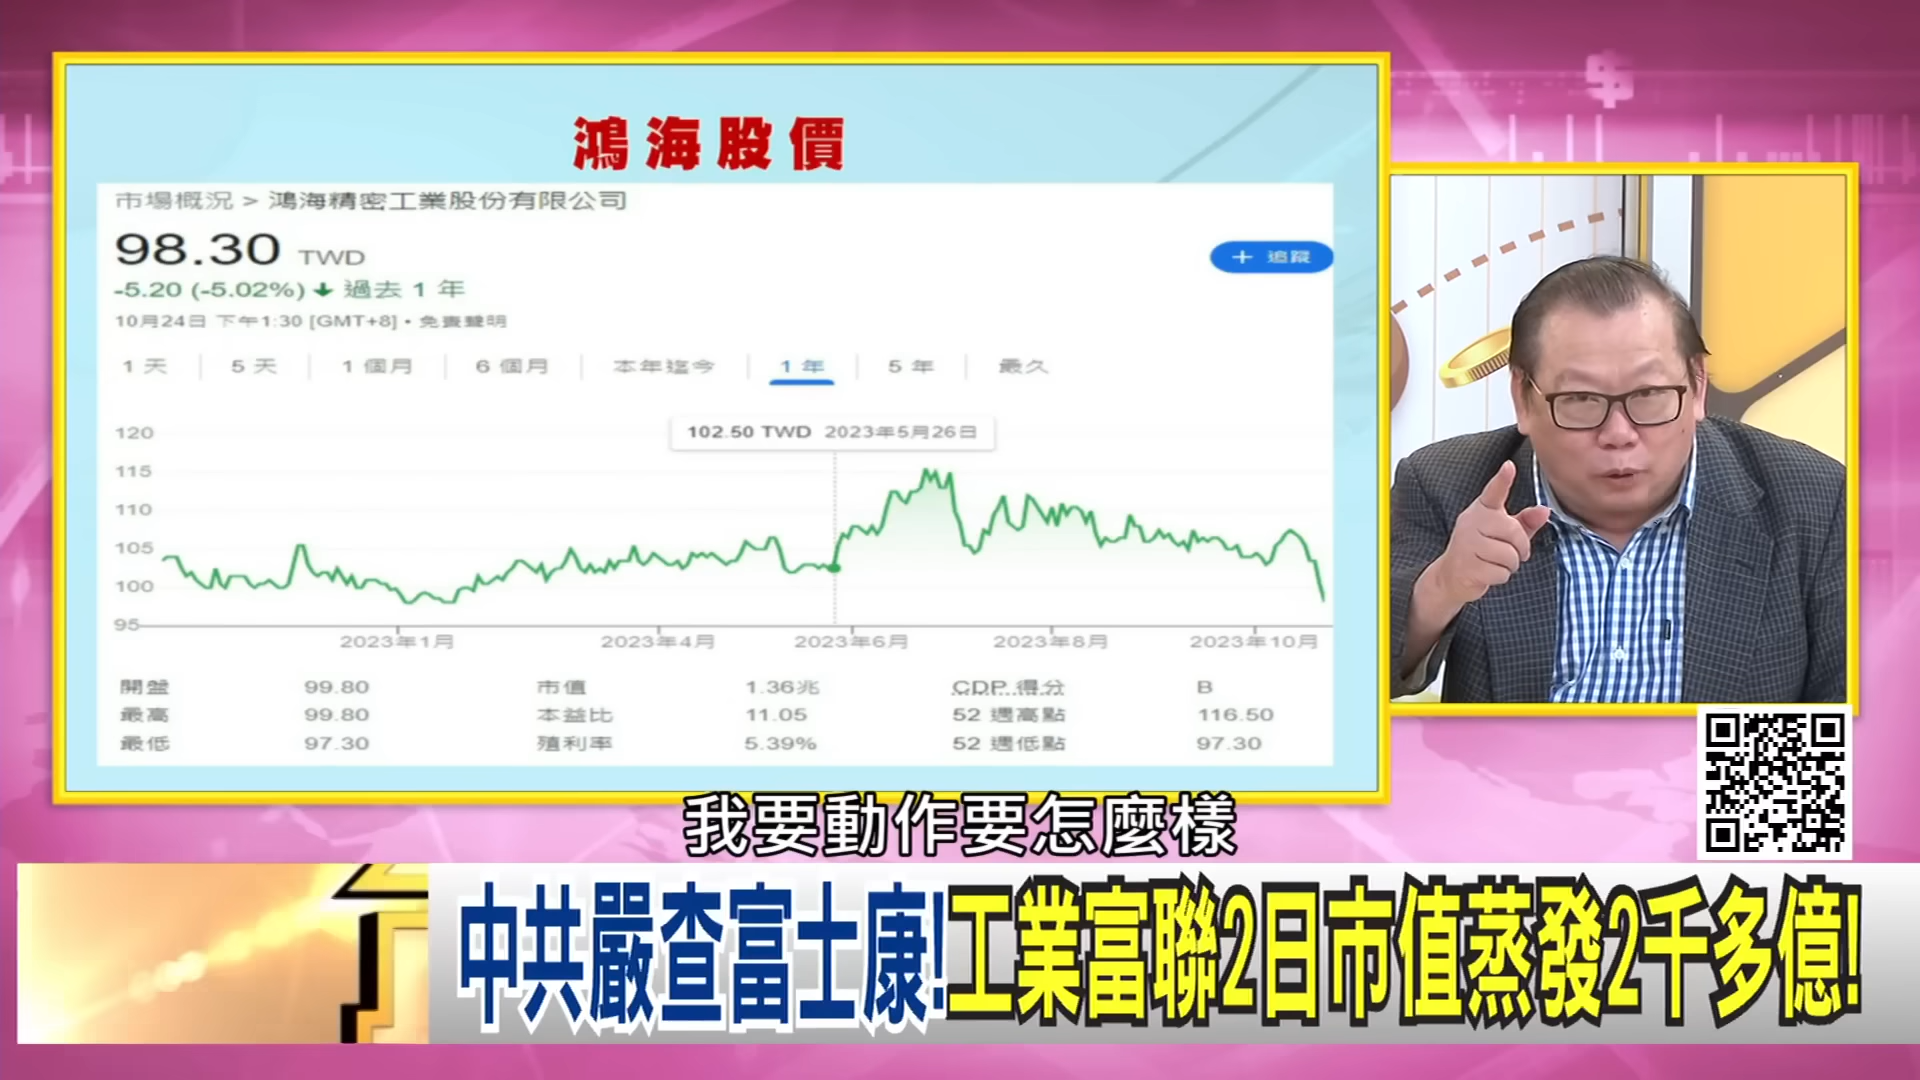 鴻海股價
市場概況 > 鴻海精密工業股份有限公司
98.30 TWD
+ 追蹤
-5.20 (-5.02%) ↓ 過去 1 年
10月24日 下午1:30 [GMT+8] • 免責聲明
1 天 5 天 1 個月 6 個月 本年迄今 1 年 5 年 最久
102.50 TWD 2023年5月26日
120
115
110
105
100
95
2023年1月 2023年4月 2023年6月 2023年8月 2023年10月
開盤 99.80 市值 1.36兆 CDP 得分 B
最高 99.80 本益比 11.05 52 週高點 116.50
最低 97.30 殖利率 5.39% 52 週低點 97.30
我要動作要怎麼樣
中共嚴查富士康!工業富聯2日市值蒸發2千多億!